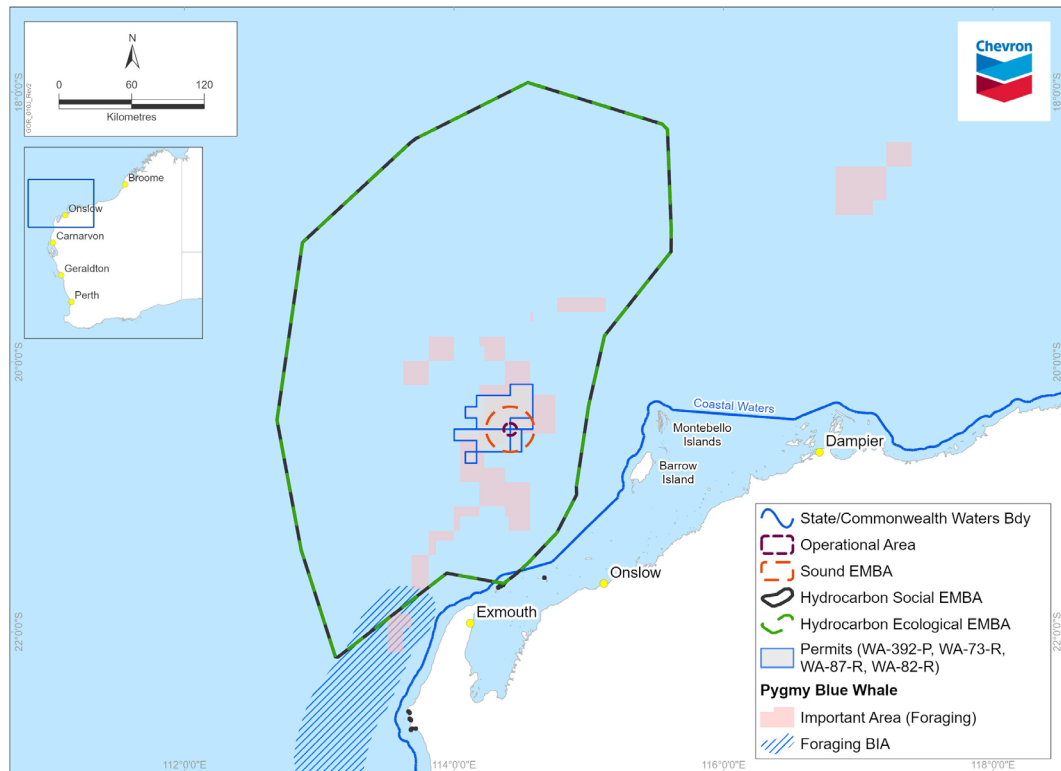 N
0
60
120
Kilometres
GOR_010J_Rev2
Chevron
18°0'0"S
18°0'0"S
Broome
Onslow
Carnarvon
Geraldton
Perth
20°0'0"S
20°0'0"S
Coastal Waters
Montebello
Islands
Dampier
Barrow
Island
Onslow
Exmouth
22°0'0"S
22°0'0"S
State/Commonwealth Waters Bdy
Operational Area
Sound EMBA
Hydrocarbon Social EMBA
Hydrocarbon Ecological EMBA
Permits (WA-392-P, WA-73-R,
WA-87-R, WA-82-R)
Pygmy Blue Whale
Important Area (Foraging)
Foraging BIA
112°0'0"E
114°0'0"E
116°0'0"E
118°0'0"E